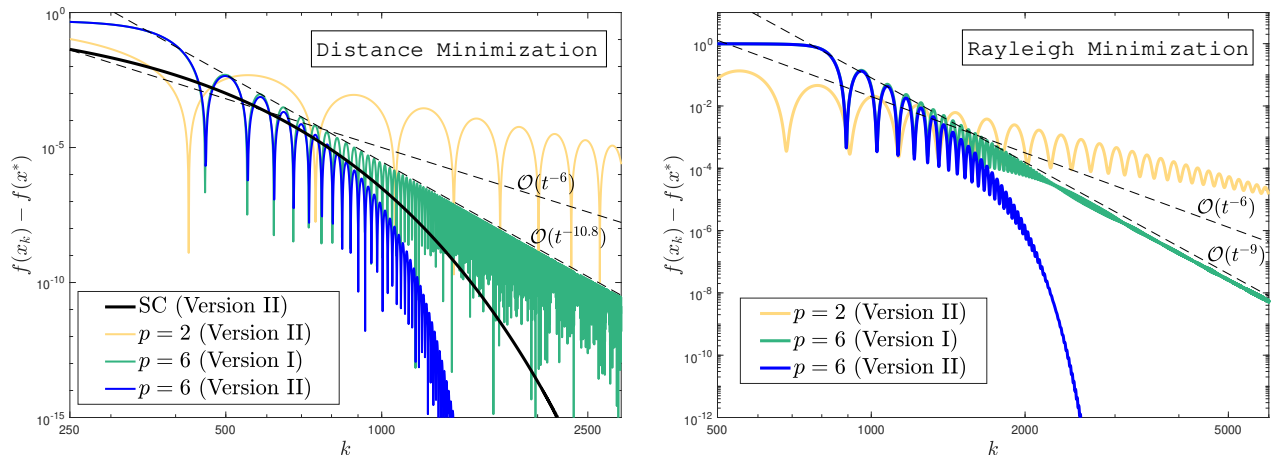 Distance Minimization
10^0
10^{-5}
10^{-10}
10^{-15}
f(x_k) − f(x^*)
O(t^{-6})
O(t^{-10.8})
SC (Version II)
p = 2 (Version II)
p = 6 (Version I)
p = 6 (Version II)
250 500 1000 2500
k
Rayleigh Minimization
10^0
10^{-2}
10^{-4}
10^{-6}
10^{-8}
10^{-10}
10^{-12}
f(x_k) − f(x^*)
O(t^{-6})
O(t^{-9})
p = 2 (Version II)
p = 6 (Version I)
p = 6 (Version II)
500 1000 2000 5000
k